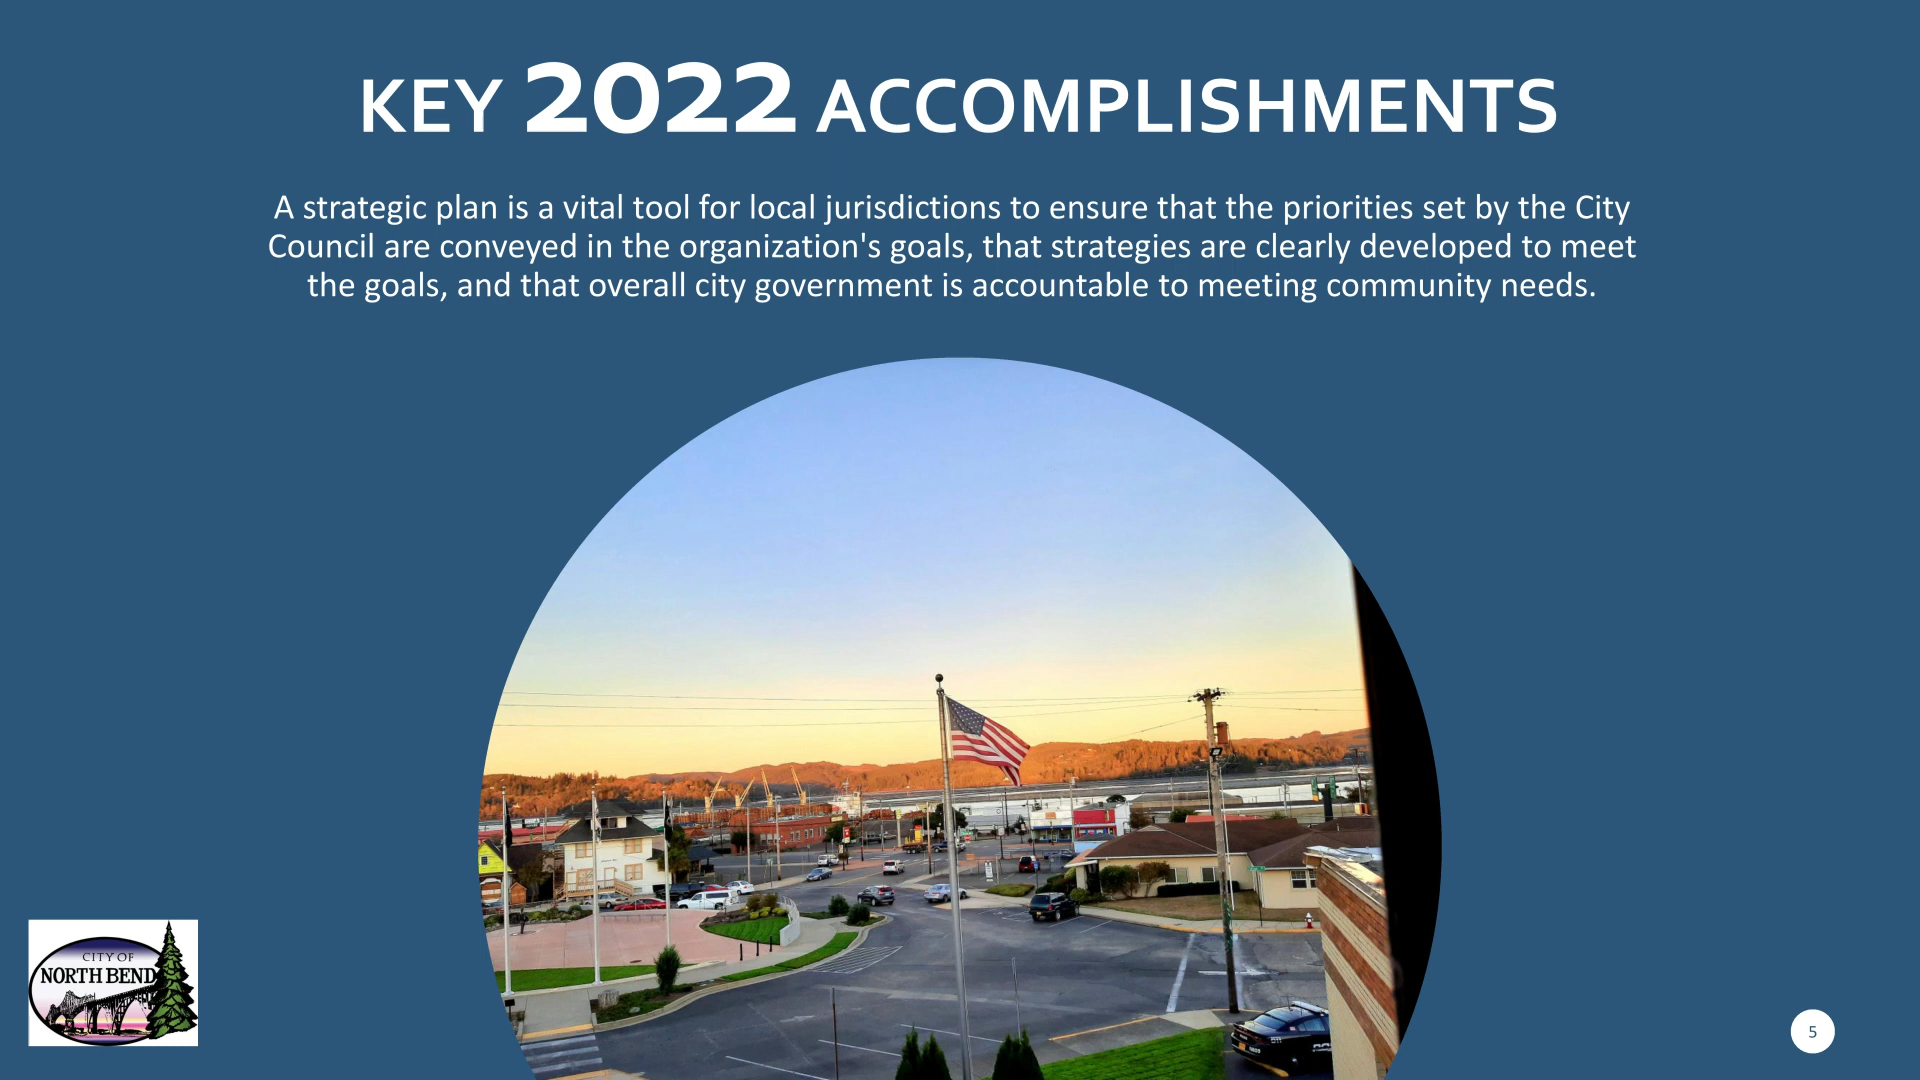 KEY 2022 ACCOMPLISHMENTS
A strategic plan is a vital tool for local jurisdictions to ensure that the priorities set by the City
Council are conveyed in the organization's goals, that strategies are clearly developed to meet
the goals, and that overall city government is accountable to meeting community needs.
CITY OF
NORTH BEND
5